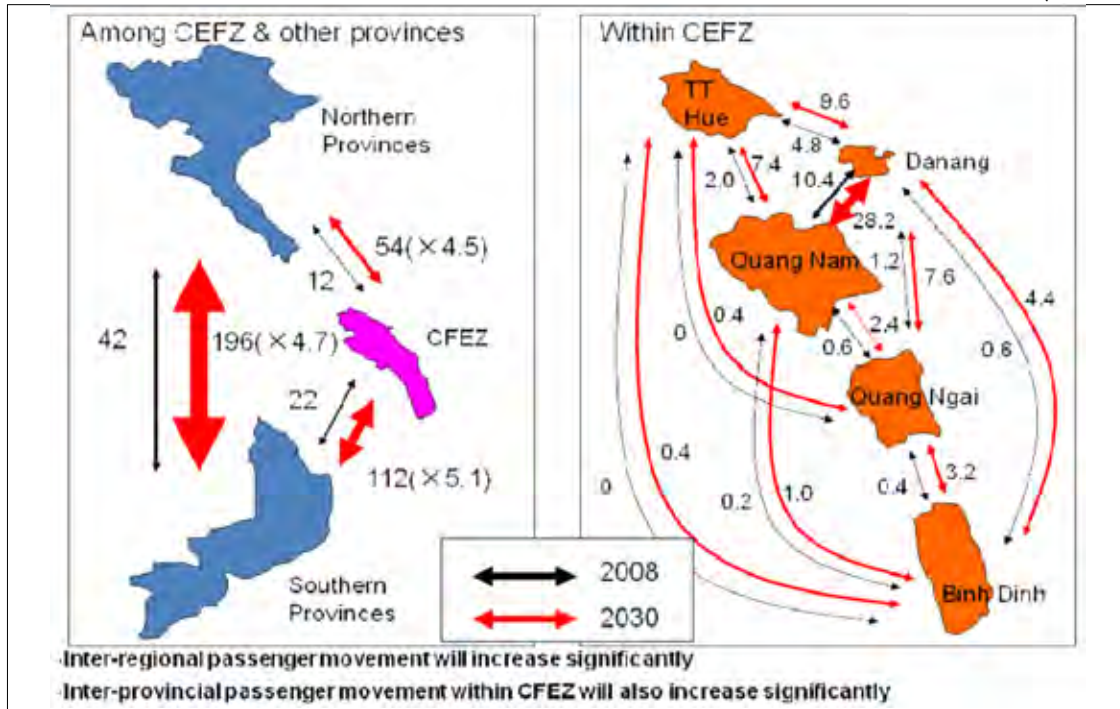 Among CEFZ & other provinces
Northern
Provinces
54(×4.5)
12
42
196(×4.7)
CFEZ
22
112(×5.1)
Southern
Provinces
Within CEFZ
TT
Hue
9.6
4.8
Danang
7.4
2.0
10.4
28.2
Quang Nam
1.2
7.6
4.4
0.4
0
2.4
0.6
0.8
Quang Ngai
0.4
0
0.2
1.0
0.4
3.2
Binh Dinh
2008
2030
·Inter-regional passenger movement will increase significantly
·Inter-provincial passenger movement within CFEZ will also increase significantly